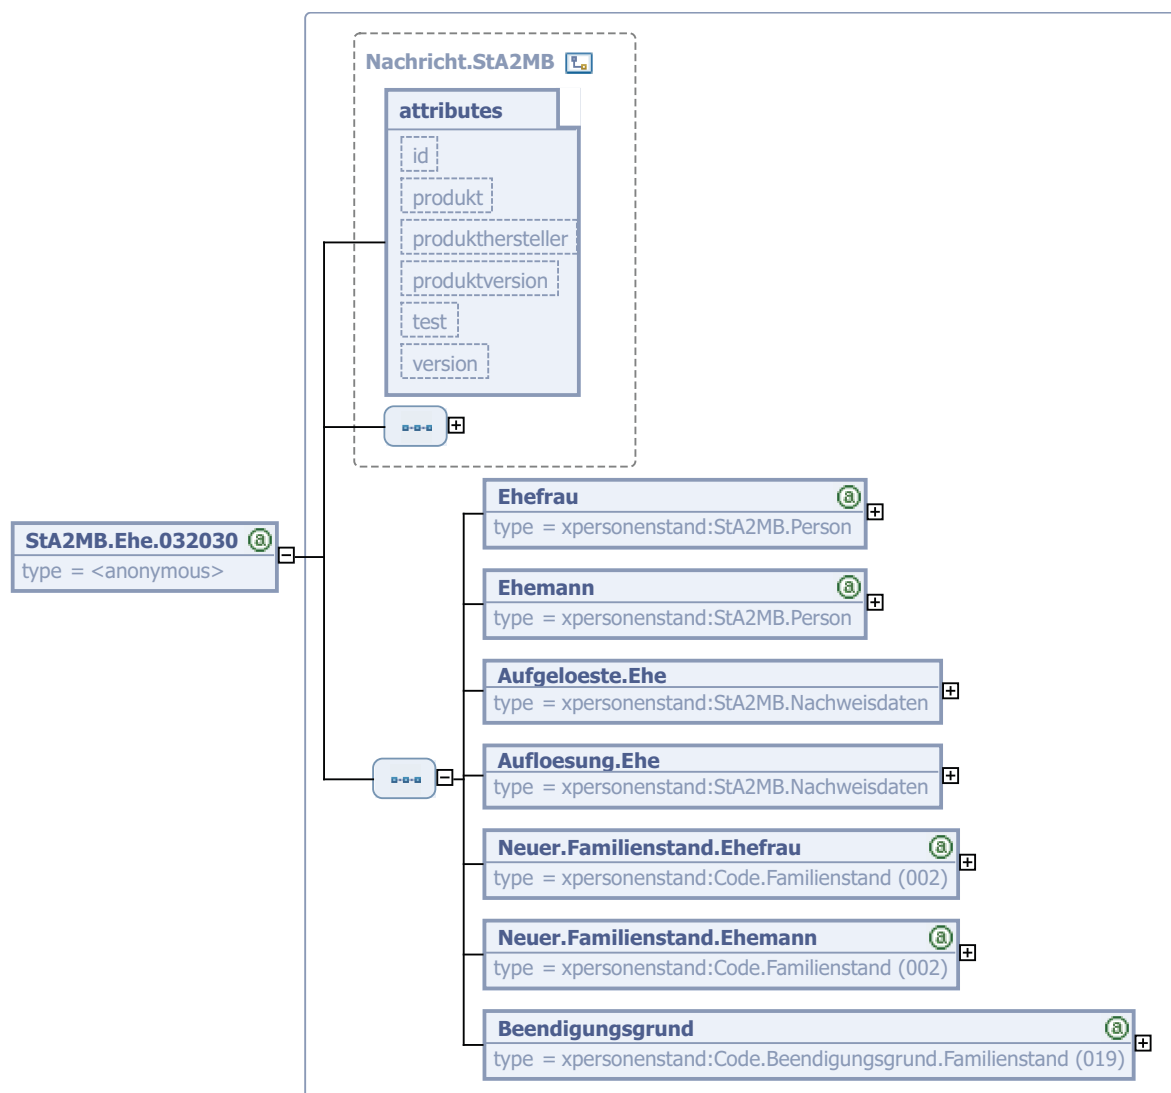 Nachricht.StA2MB
attributes
id
produkt
produkthersteller
produktversion
test
version
StA2MB.Ehe.032030 @
type = <anonymous>
Ehefrau @
type = xpersonenstand:StA2MB.Person
Ehemann @
type = xpersonenstand:StA2MB.Person
Aufgeloeste.Ehe
type = xpersonenstand:StA2MB.Nachweisdaten
Aufloesung.Ehe
type = xpersonenstand:StA2MB.Nachweisdaten
Neuer.Familienstand.Ehefrau @
type = xpersonenstand:Code.Familienstand (002)
Neuer.Familienstand.Ehemann @
type = xpersonenstand:Code.Familienstand (002)
Beendigungsgrund @
type = xpersonenstand:Code.Beendigungsgrund.Familienstand (019)